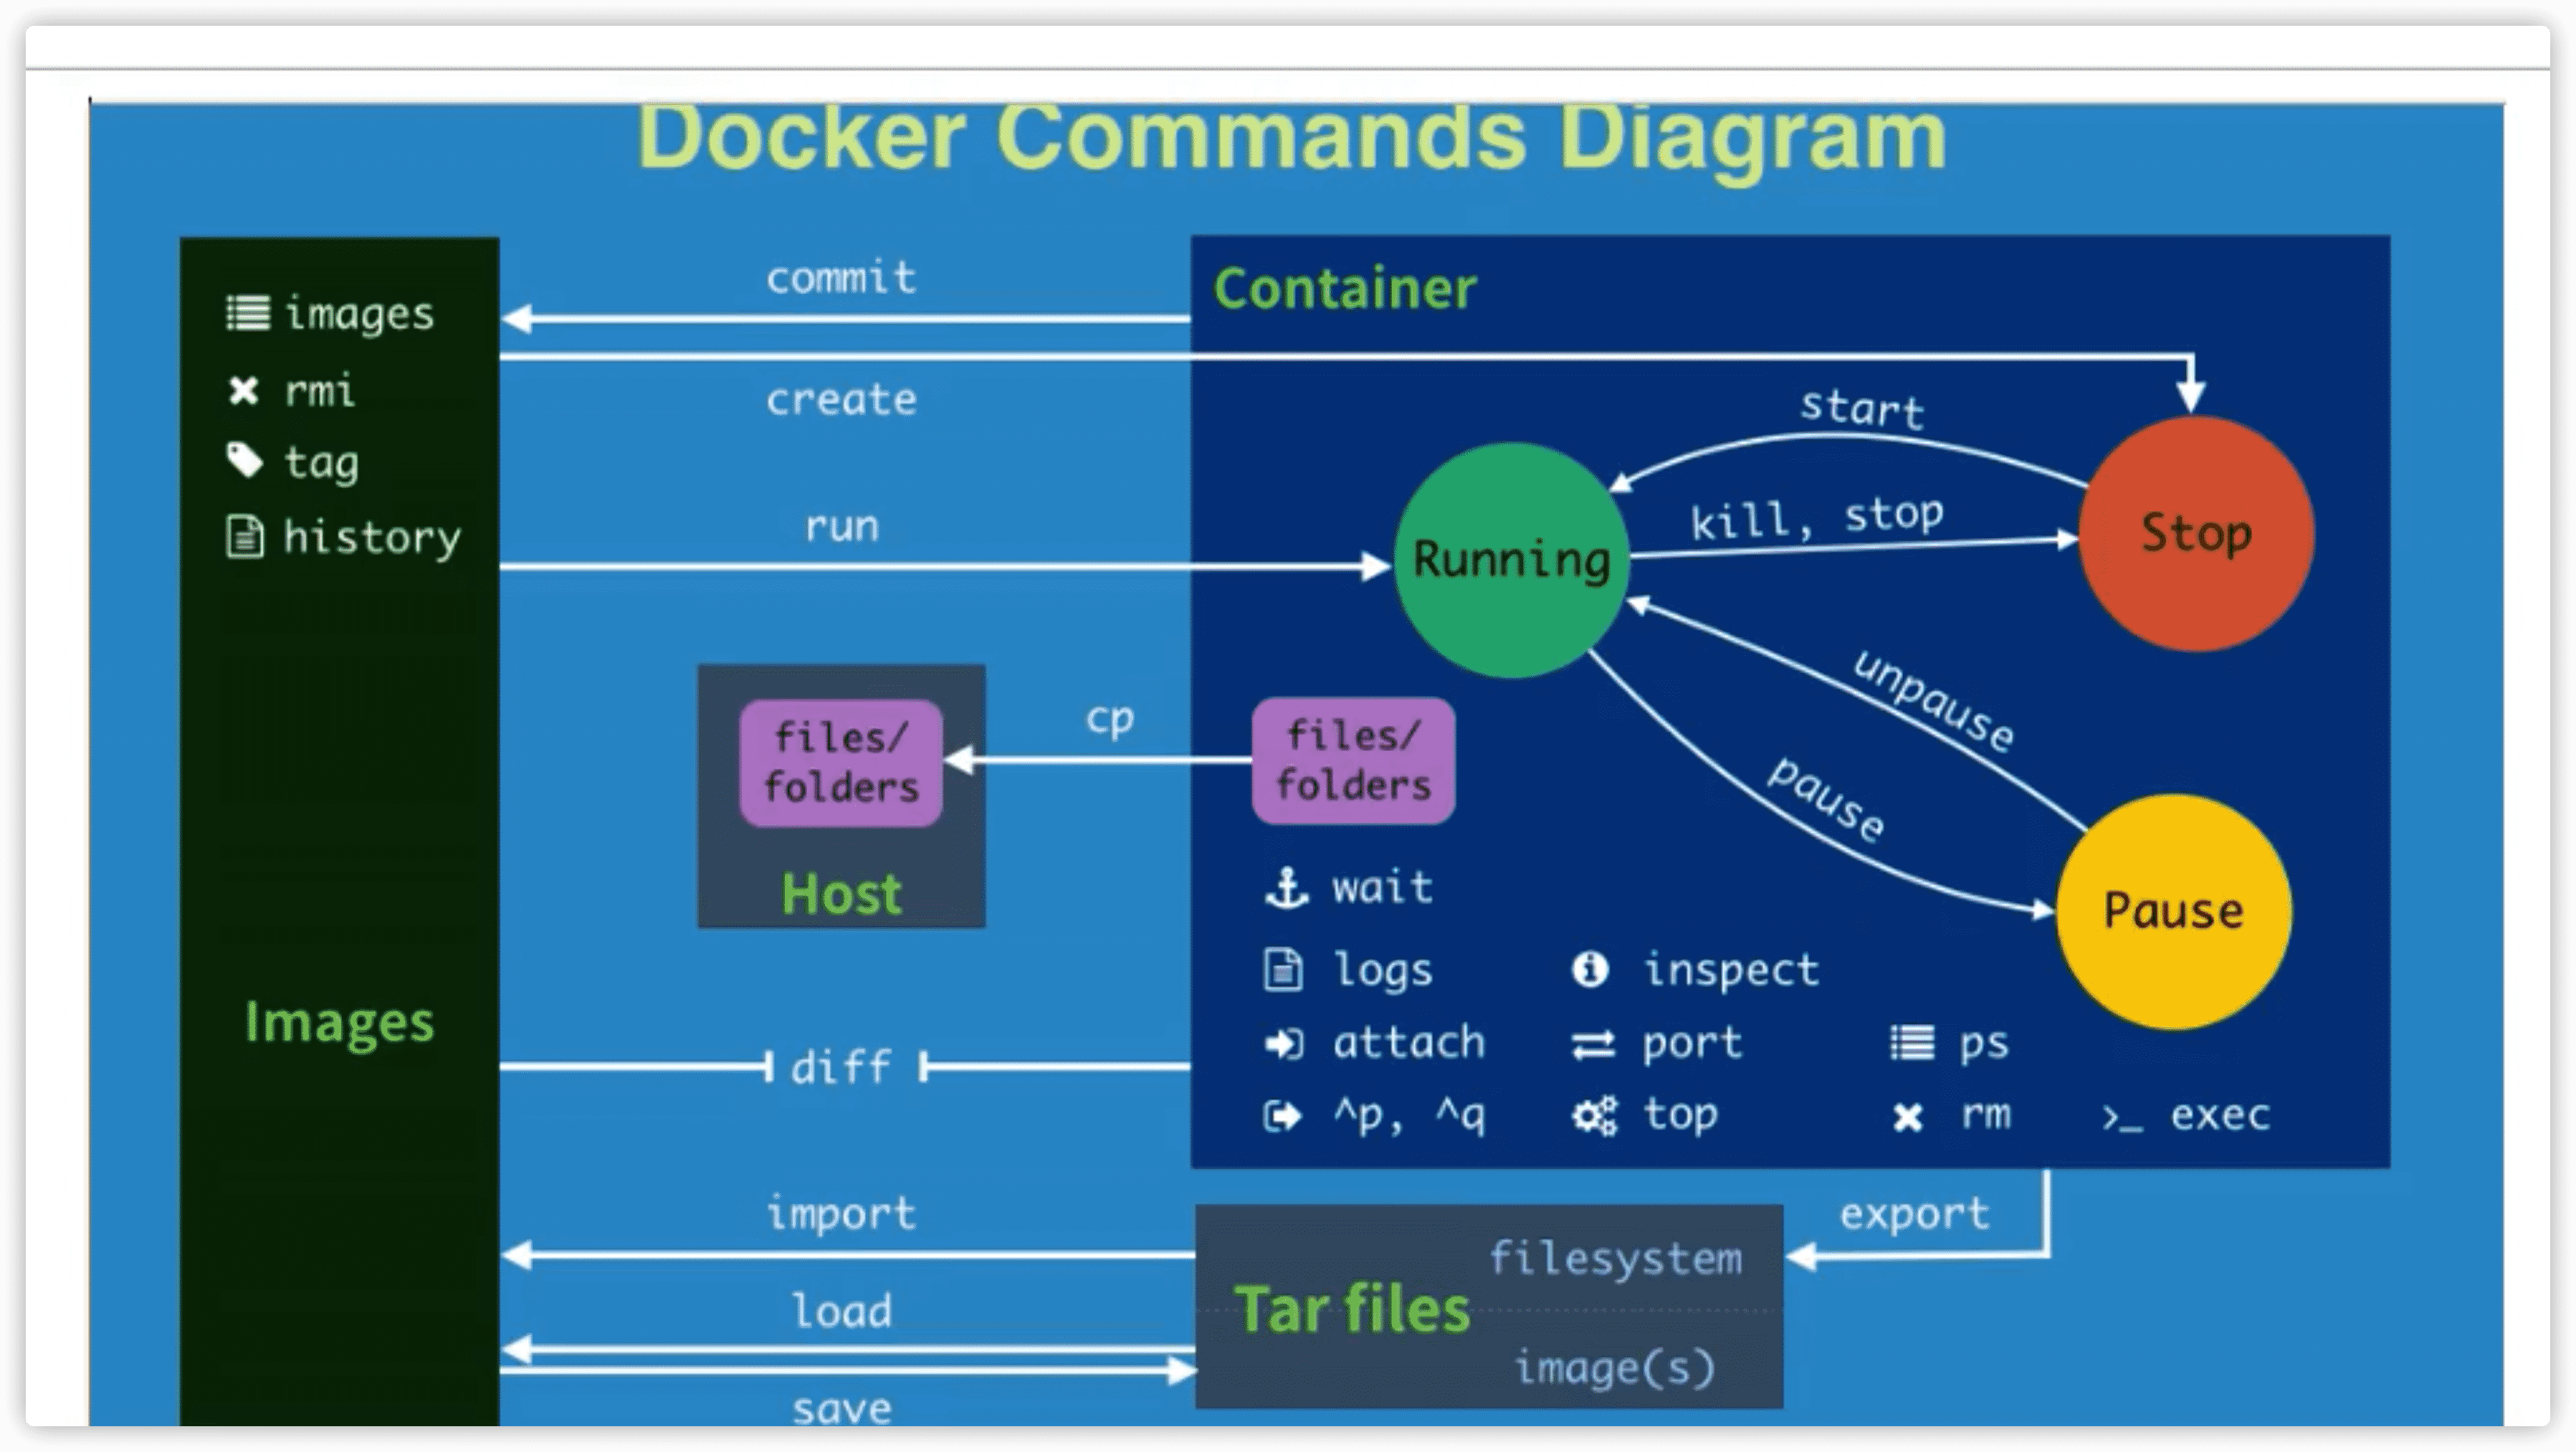 Docker Commands Diagram
images
rmi
tag
history
Images
commit
create
run
cp
files/
folders
Host
diff
import
load
save
Container
start
kill, stop
Running
Stop
unpause
pause
Pause
files/
folders
wait
logs
inspect
attach
port
ps
^p, ^q
top
rm
>_ exec
export
filesystem
Tar files
image(s)